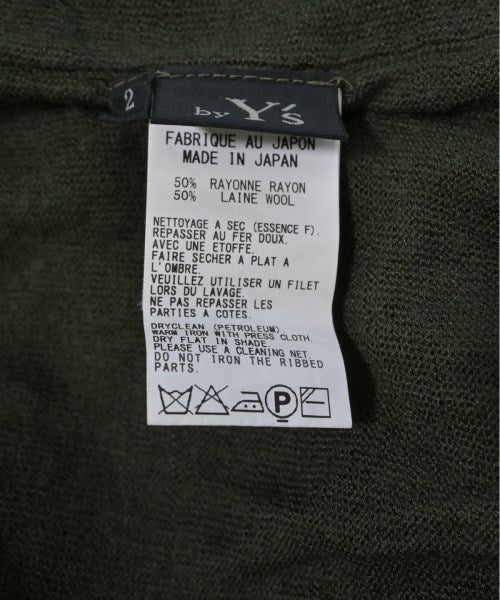 2
by Y's
FABRIQUE AU JAPON
MADE IN JAPAN
50% RAYONNE RAYON
50% LAINE WOOL
NETTOYAGE A SEC (ESSENCE F).
REPASSER AU FER DOUX.
AVEC UNE ETOFFE.
FAIRE SECHER A PLAT A
L'OMBRE.
VEUILLEZ UTILISER UN FILET
LORS DU LAVAGE.
NE PAS REPASSER LES
PARTIES A COTES.
DRYCLEAN (PETROLEUM)
WARM IRON WITH PRESS CLOTH.
DRY FLAT IN SHADE.
PLEASE USE A CLEANING NET.
DO NOT IRON THE RIBBED
PARTS.
P